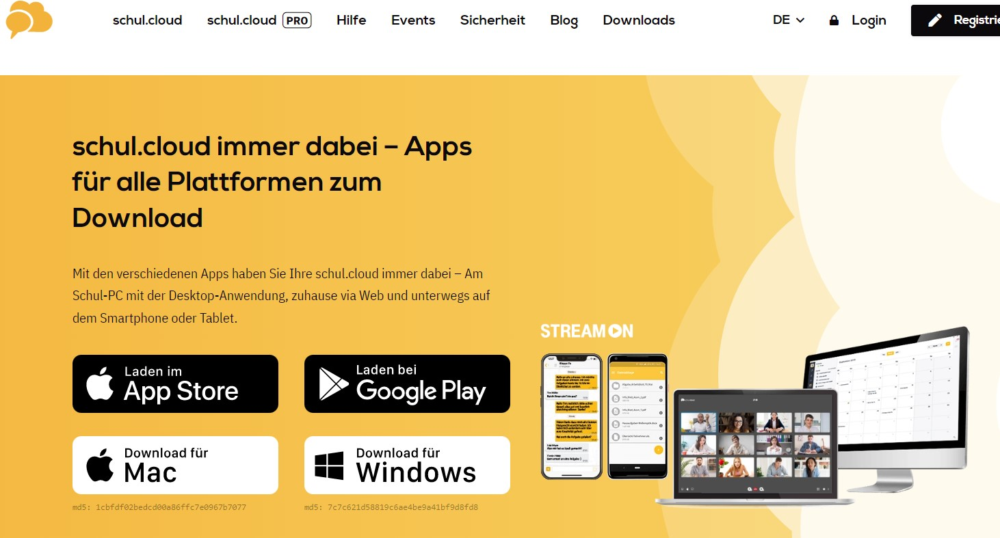 schul.cloud schul.cloud PRO Hilfe Events Sicherheit Blog Downloads DE Login Registrie
schul.cloud immer dabei – Apps
für alle Plattformen zum
Download
Mit den verschiedenen Apps haben Sie Ihre schul.cloud immer dabei – Am
Schul-PC mit der Desktop-Anwendung, zuhause via Web und unterwegs auf
dem Smartphone oder Tablet.
STREAMON
Laden im
App Store
Laden bei
Google Play
Download für
Mac
Download für
Windows
md5: 1cbfdf02bedcd00a86ffc7e0967b7077
md5: 7c7c621d58819c6ae4be9a41bf9d8fd8